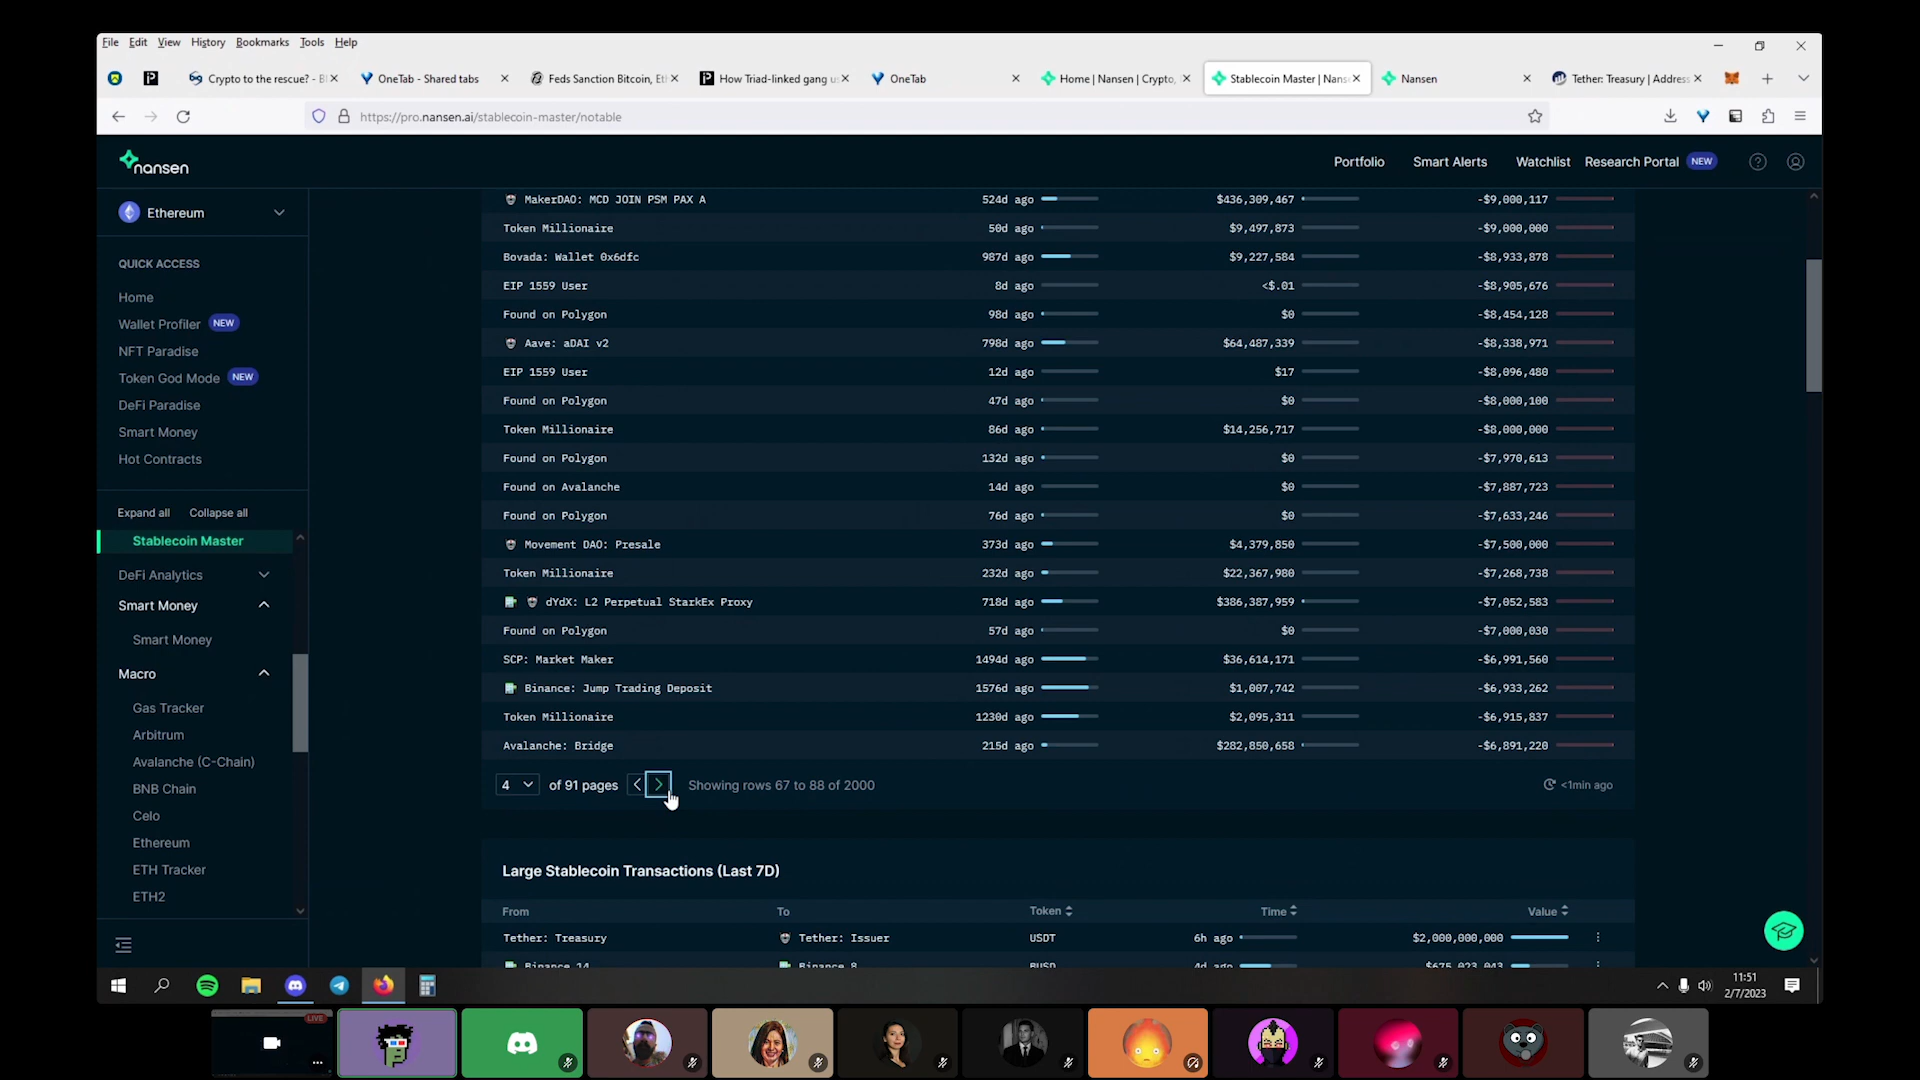 File Edit View History Bookmarks Tools Help
Crypto to the rescue? - Bl OneTab - Shared tabs Feds Sanction Bitcoin, Eth How Triad-linked gang us OneTab Home | Nansen | Crypto, Stablecoin Master | Nans Nansen Tether: Treasury | Address
https://pro.nansen.ai/stablecoin-master/notable
nansen
Portfolio Smart Alerts Watchlist Research Portal NEW
Ethereum
QUICK ACCESS
Home
Wallet Profiler NEW
NFT Paradise
Token God Mode NEW
DeFi Paradise
Smart Money
Hot Contracts
Expand all Collapse all
Stablecoin Master
DeFi Analytics
Smart Money
Smart Money
Macro
Gas Tracker
Arbitrum
Avalanche (C-Chain)
BNB Chain
Celo
Ethereum
ETH Tracker
ETH2
MakerDAO: MCD JOIN PSM PAX A 524d ago $436,309,467 -$9,000,117
Token Millionaire 50d ago $9,497,873 -$9,000,000
Bovada: Wallet 0x6dfc 987d ago $9,227,584 -$8,933,878
EIP 1559 User 8d ago <$.01 -$8,905,676
Found on Polygon 98d ago $0 -$8,454,128
Aave: aDAI v2 798d ago $64,487,339 -$8,338,971
EIP 1559 User 12d ago $17 -$8,096,480
Found on Polygon 47d ago $0 -$8,000,100
Token Millionaire 86d ago $14,256,717 -$8,000,000
Found on Polygon 132d ago $0 -$7,970,613
Found on Avalanche 14d ago $0 -$7,887,723
Found on Polygon 76d ago $0 -$7,633,246
Movement DAO: Presale 373d ago $4,379,850 -$7,500,000
Token Millionaire 232d ago $22,367,980 -$7,268,738
dYdX: L2 Perpetual StarkEx Proxy 718d ago $386,387,959 -$7,052,583
Found on Polygon 57d ago $0 -$7,000,030
SCP: Market Maker 1494d ago $36,614,171 -$6,991,560
Binance: Jump Trading Deposit 1576d ago $1,007,742 -$6,933,262
Token Millionaire 1230d ago $2,095,311 -$6,915,837
Avalanche: Bridge 215d ago $282,850,658 -$6,891,220
4 of 91 pages Showing rows 67 to 88 of 2000 <1min ago
Large Stablecoin Transactions (Last 7D)
From To Token Time Value
Tether: Treasury Tether: Issuer USDT 6h ago $2,000,000,000
Binance 14 Binance 8 BUSD 4d ago $675,023,043
11:51
2/7/2023
LIVE